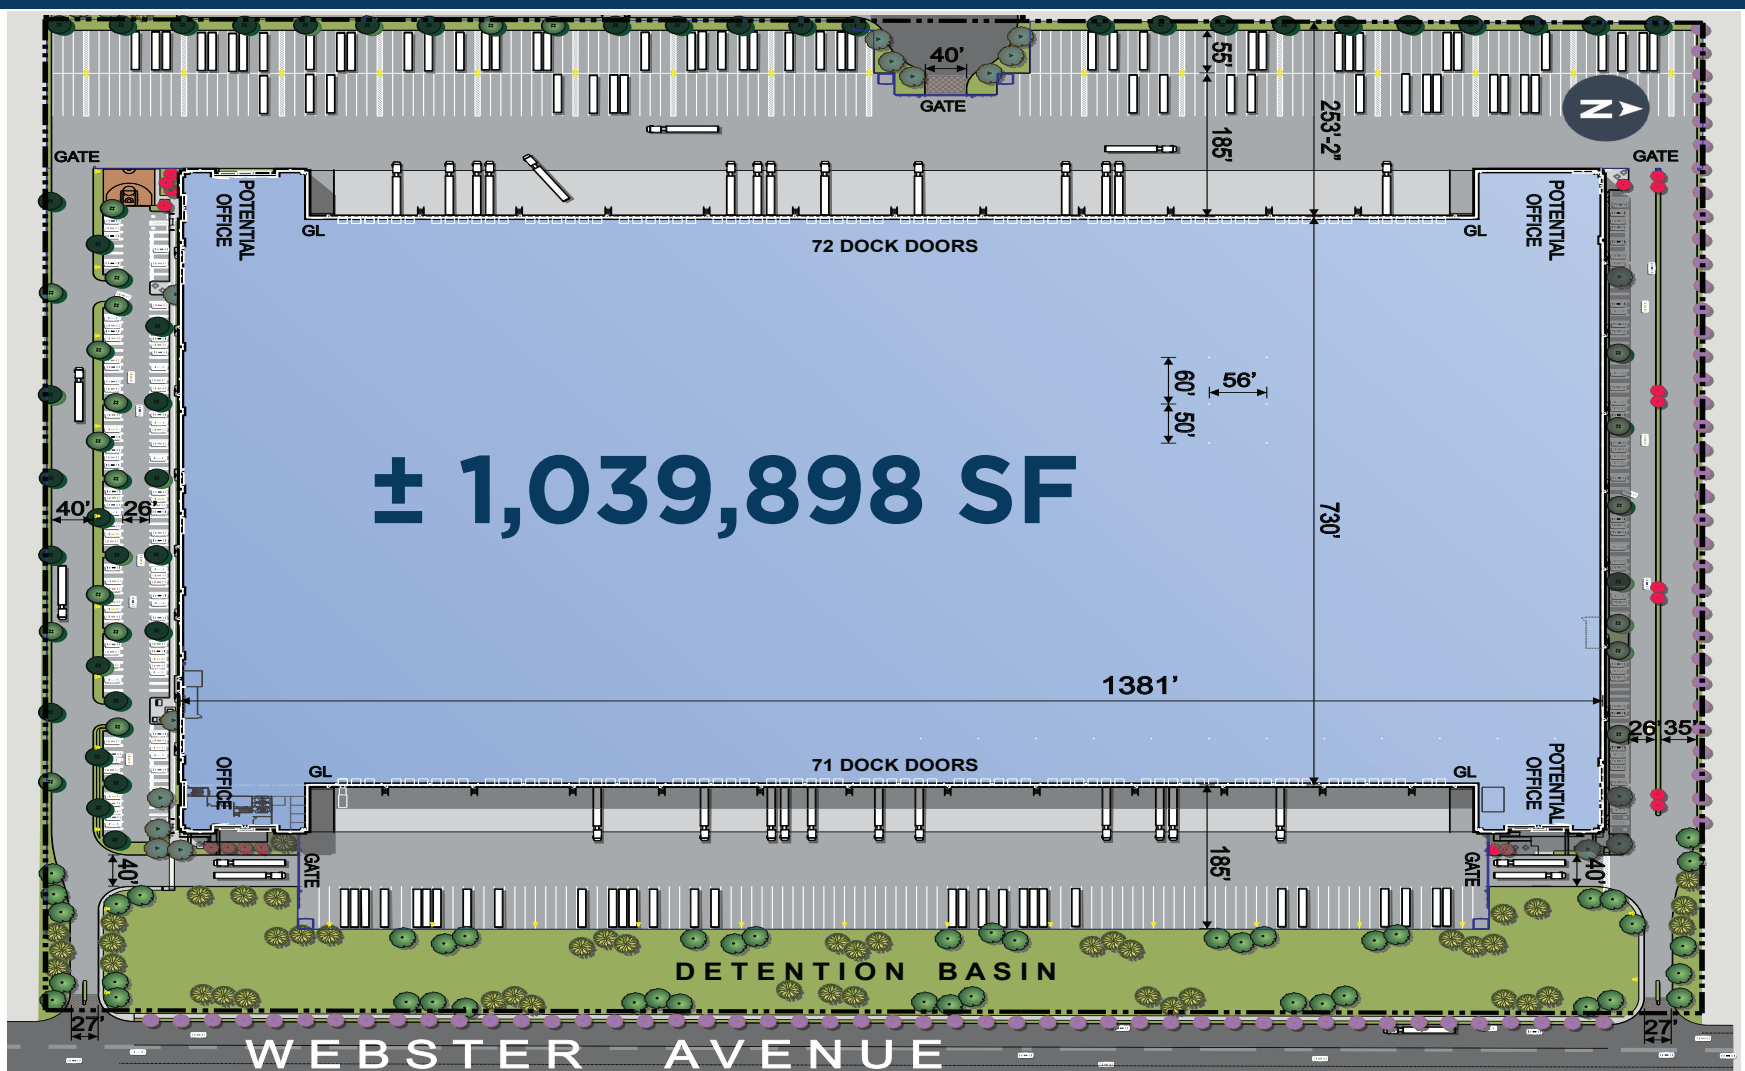 40'
GATE
55'
185'
253'-2"
N
GATE
GATE
POTENTIAL
OFFICE
POTENTIAL
OFFICE
GL
GL
72 DOCK DOORS
60'
56'
50'
± 1,039,898 SF
40'
26'
730'
1381'
26'
35'
71 DOCK DOORS
GL
GL
OFFICE
POTENTIAL
OFFICE
40'
GATE
185'
GATE
40'
DETENTION BASIN
27'
27'
WEBSTER AVENUE